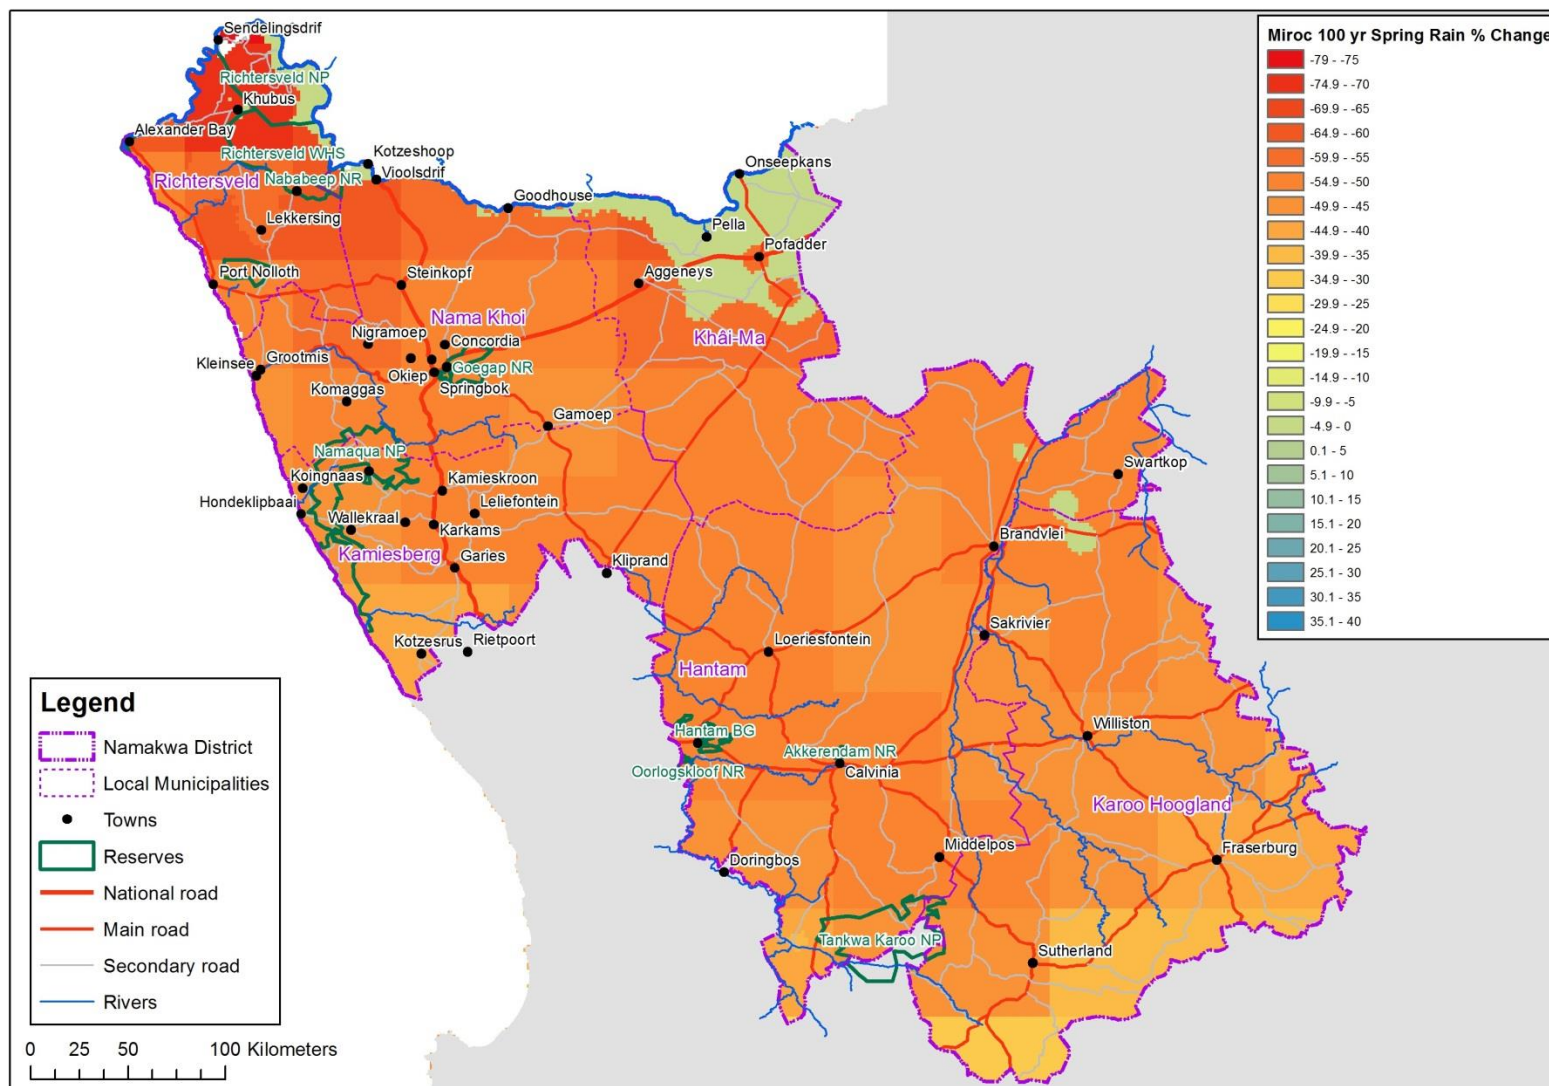 Sendelingsdrif
Richtersveld NP
Khubus
Alexander Bay
Richtersveld WHS
Kotzeshoop
Richtersveld
Nababeep NR
Vioolsdrif
Onseepkans
Goodhouse
Lekkersing
Pella
Pofadder
Port Nolloth
Steinkopf
Aggeneys
Nama Khoi
Khâi-Ma
Nigramoep
Concordia
Kleinsee
Grootmis
Okiep
Goegap NR
Springbok
Komaggas
Gamoep
Namaqua NP
Koingnaas
Kamieskroon
Swartkop
Hondeklipbaai
Leliefontein
Wallekraal
Karkams
Brandvlei
Kamiesberg
Garies
Kliprand
Sakrivier
Kotzesrus
Rietpoort
Loeriesfontein
Hantam
Hantam BG
Williston
Akkerendam NR
Oorlogskloof NR
Calvinia
Karoo Hoogland
Middelpos
Fraserburg
Doringbos
Tankwa Karoo NP
Sutherland
Miroc 100 yr Spring Rain % Change
-79 - -75
-74.9 - -70
-69.9 - -65
-64.9 - -60
-59.9 - -55
-54.9 - -50
-49.9 - -45
-44.9 - -40
-39.9 - -35
-34.9 - -30
-29.9 - -25
-24.9 - -20
-19.9 - -15
-14.9 - -10
-9.9 - -5
-4.9 - 0
0.1 - 5
5.1 - 10
10.1 - 15
15.1 - 20
20.1 - 25
25.1 - 30
30.1 - 35
35.1 - 40
Legend
Namakwa District
Local Municipalities
Towns
Reserves
National road
Main road
Secondary road
Rivers
0 25 50 100 Kilometers